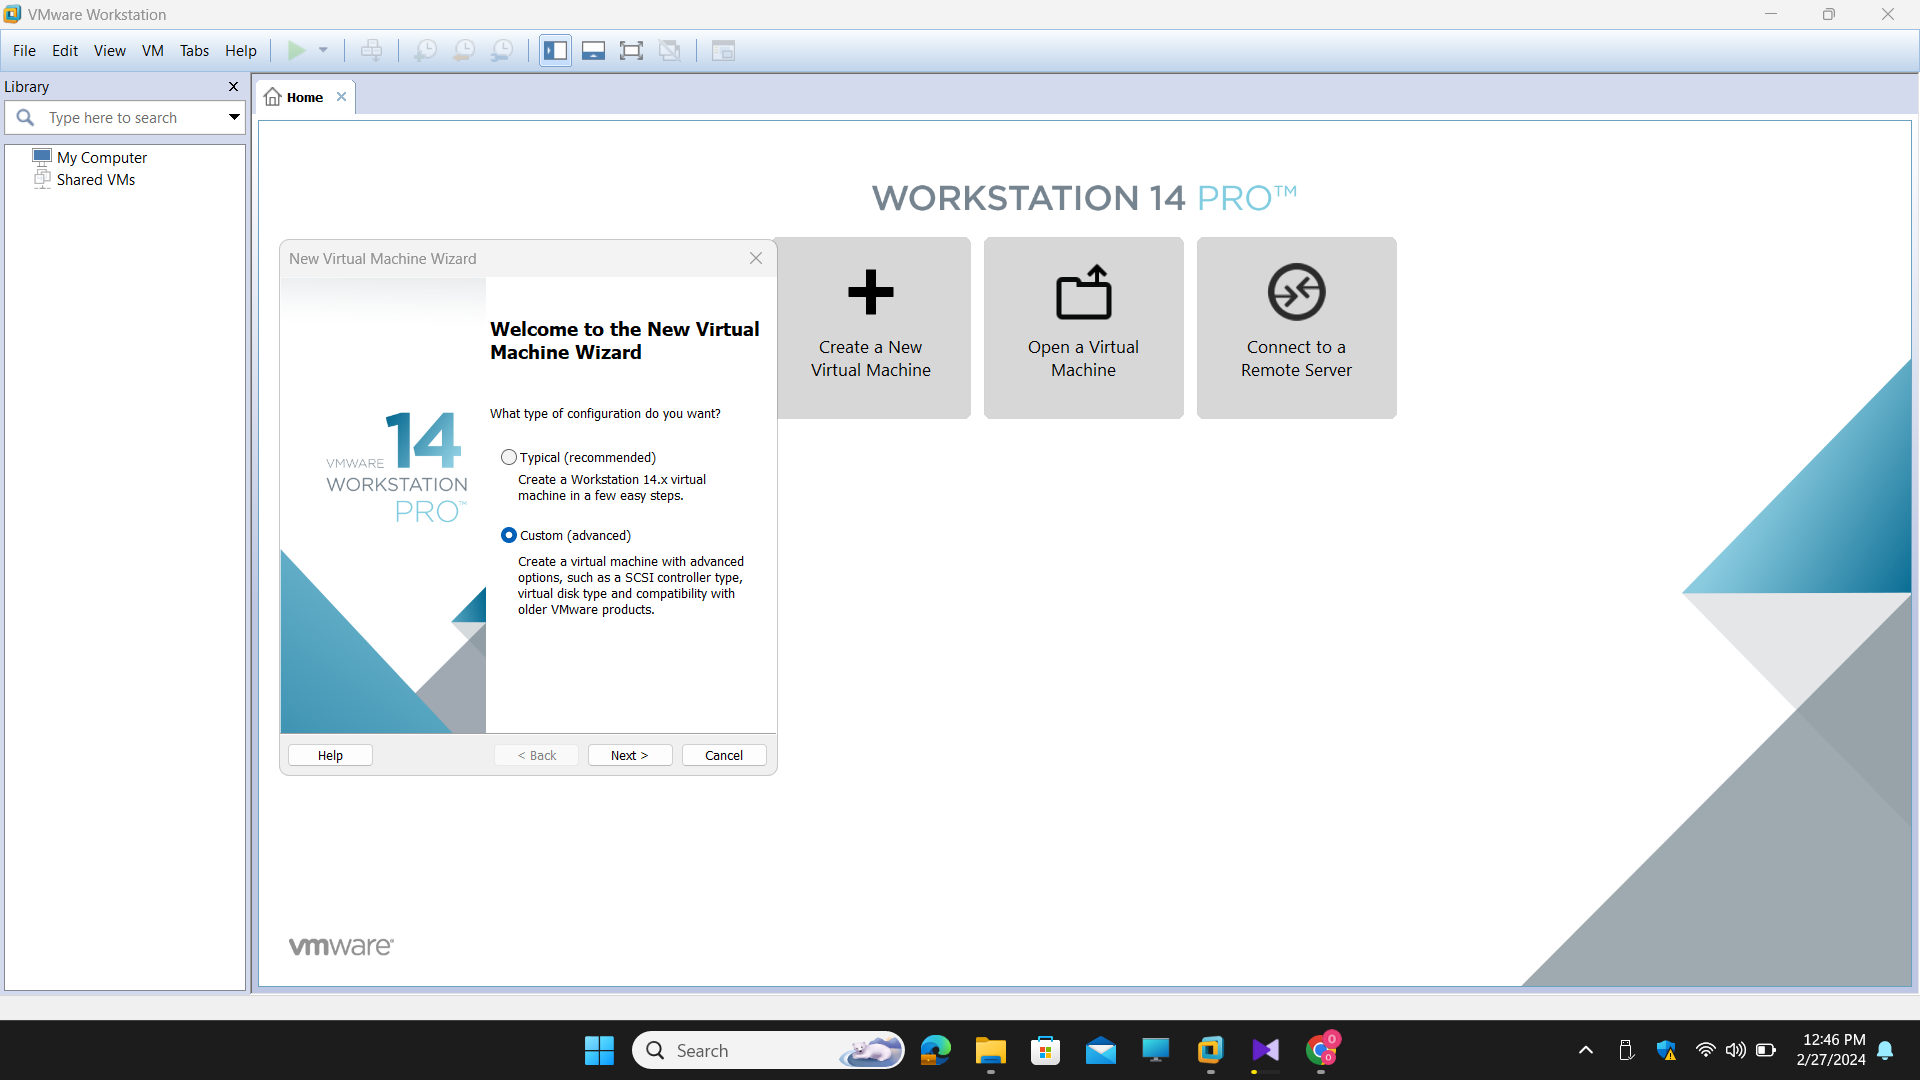 VMware Workstation
File Edit View VM Tabs Help
Library
Type here to search
My Computer
Shared VMs
Home
WORKSTATION 14 PRO™
Create a New
Virtual Machine
Open a Virtual
Machine
Connect to a
Remote Server
New Virtual Machine Wizard
Welcome to the New Virtual
Machine Wizard
What type of configuration do you want?
Typical (recommended)
Create a Workstation 14.x virtual
machine in a few easy steps.
Custom (advanced)
Create a virtual machine with advanced
options, such as a SCSI controller type,
virtual disk type and compatibility with
older VMware products.
VMWARE 14
WORKSTATION
PRO™
Help < Back Next > Cancel
vmware®
Search
0
0
12:46 PM
2/27/2024